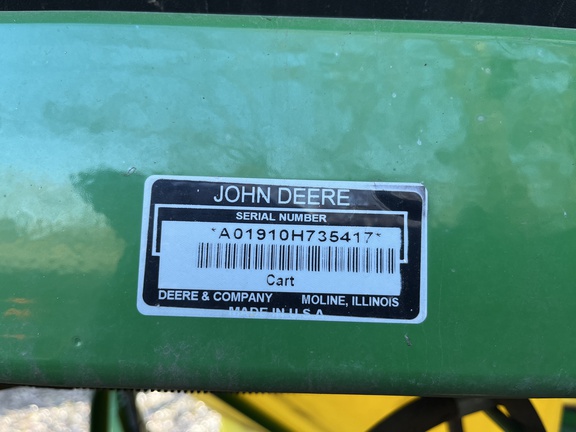 JOHN DEERE
SERIAL NUMBER
*A01910H735417*
Cart
DEERE & COMPANY MOLINE, ILLINOIS
MADE IN U.S.A